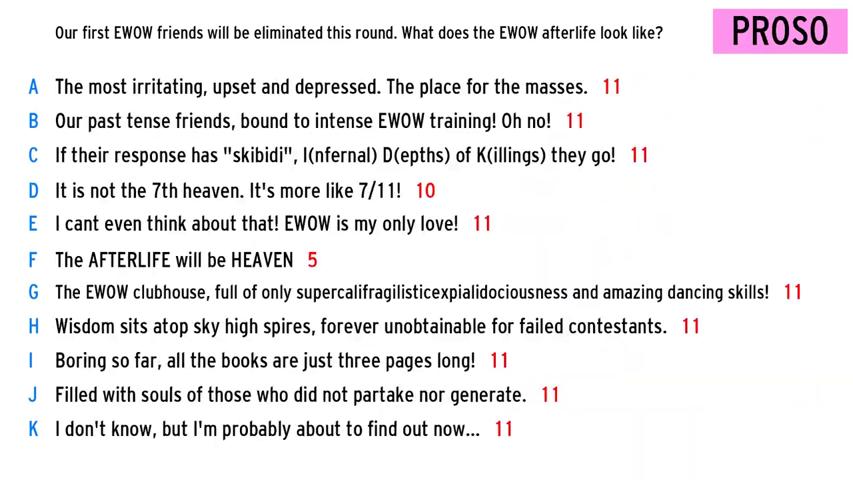 Our first EWOW friends will be eliminated this round. What does the EWOW afterlife look like?
PROSO
A The most irritating, upset and depressed. The place for the masses. 11
B Our past tense friends, bound to intense EWOW training! Oh no! 11
C If their response has "skibidi", I(nfernal) D(epths) of K(illings) they go! 11
D It is not the 7th heaven. It's more like 7/11! 10
E I cant even think about that! EWOW is my only love! 11
F The AFTERLIFE will be HEAVEN 5
G The EWOW clubhouse, full of only supercalifragilisticexpialidociousness and amazing dancing skills! 11
H Wisdom sits atop sky high spires, forever unobtainable for failed contestants. 11
I Boring so far, all the books are just three pages long! 11
J Filled with souls of those who did not partake nor generate. 11
K I don't know, but I'm probably about to find out now... 11